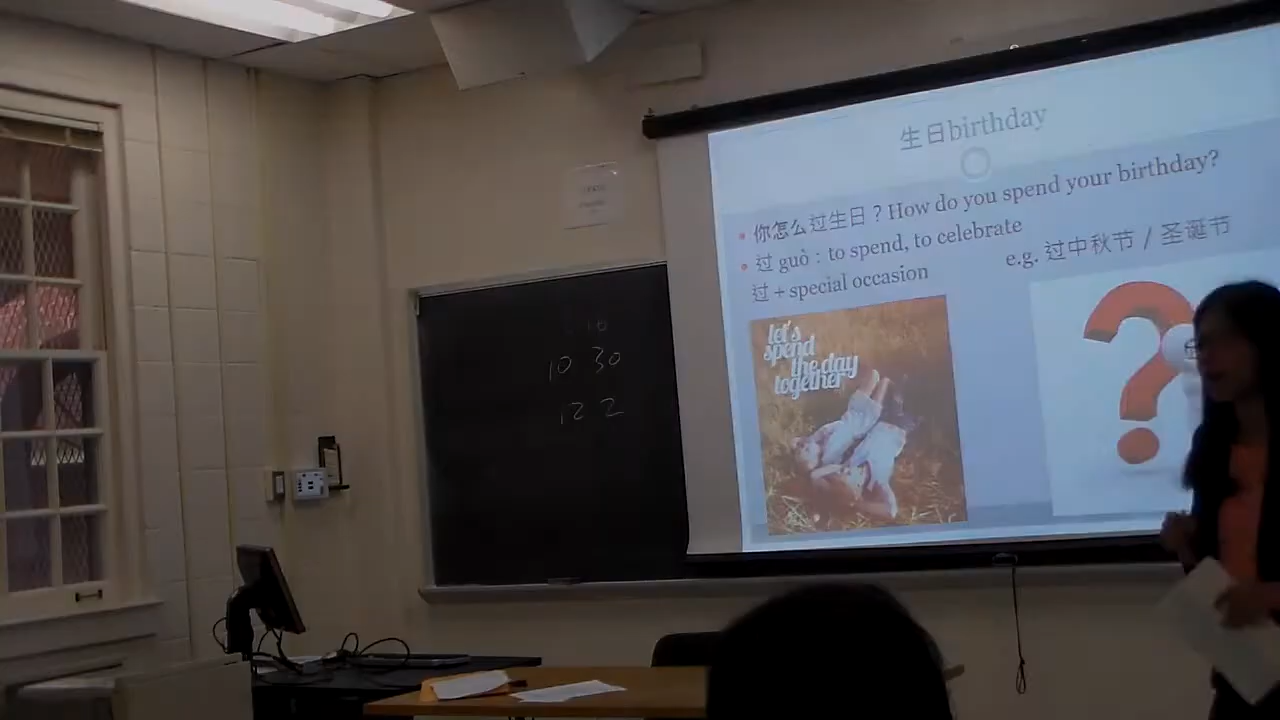 生日birthday
你怎么过生日？How do you spend your birthday?
过 guò：to spend, to celebrate
过 + special occasion
e.g. 过中秋节 / 圣诞节
let's
spend
the day
together
10
10 30
12 2